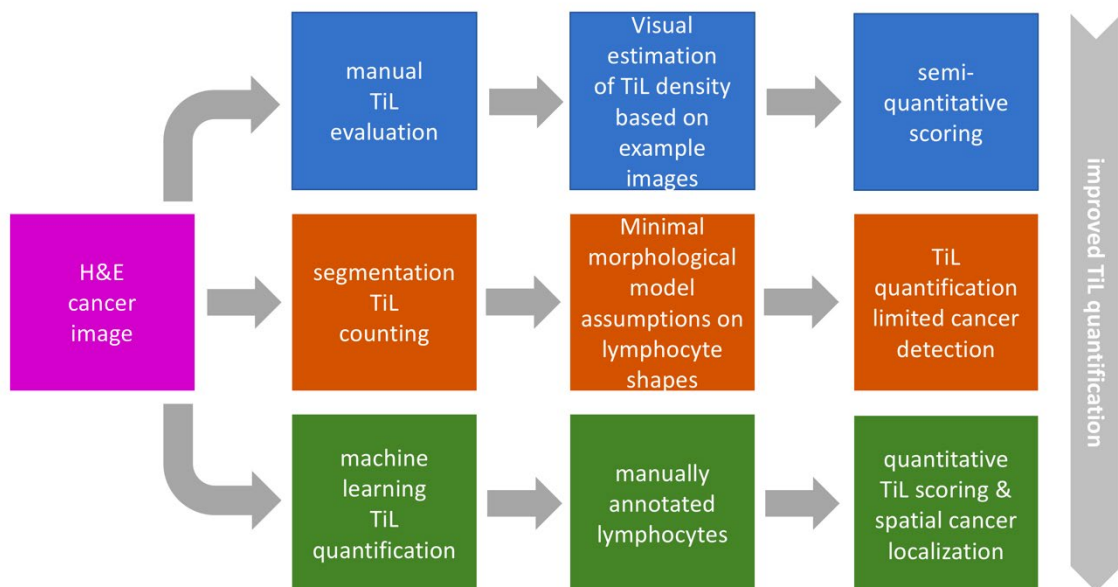 manual
TiL
evaluation
Visual
estimation
of TiL density
based on
example
images
semi-
quantitative
scoring
H&E
cancer
image
segmentation
TiL
counting
Minimal
morphological
model
assumptions on
lymphocyte
shapes
TiL
quantification
limited cancer
detection
machine
learning
TiL
quantification
manually
annotated
lymphocytes
quantitative
TiL scoring &
spatial cancer
localization
improved TiL quantification